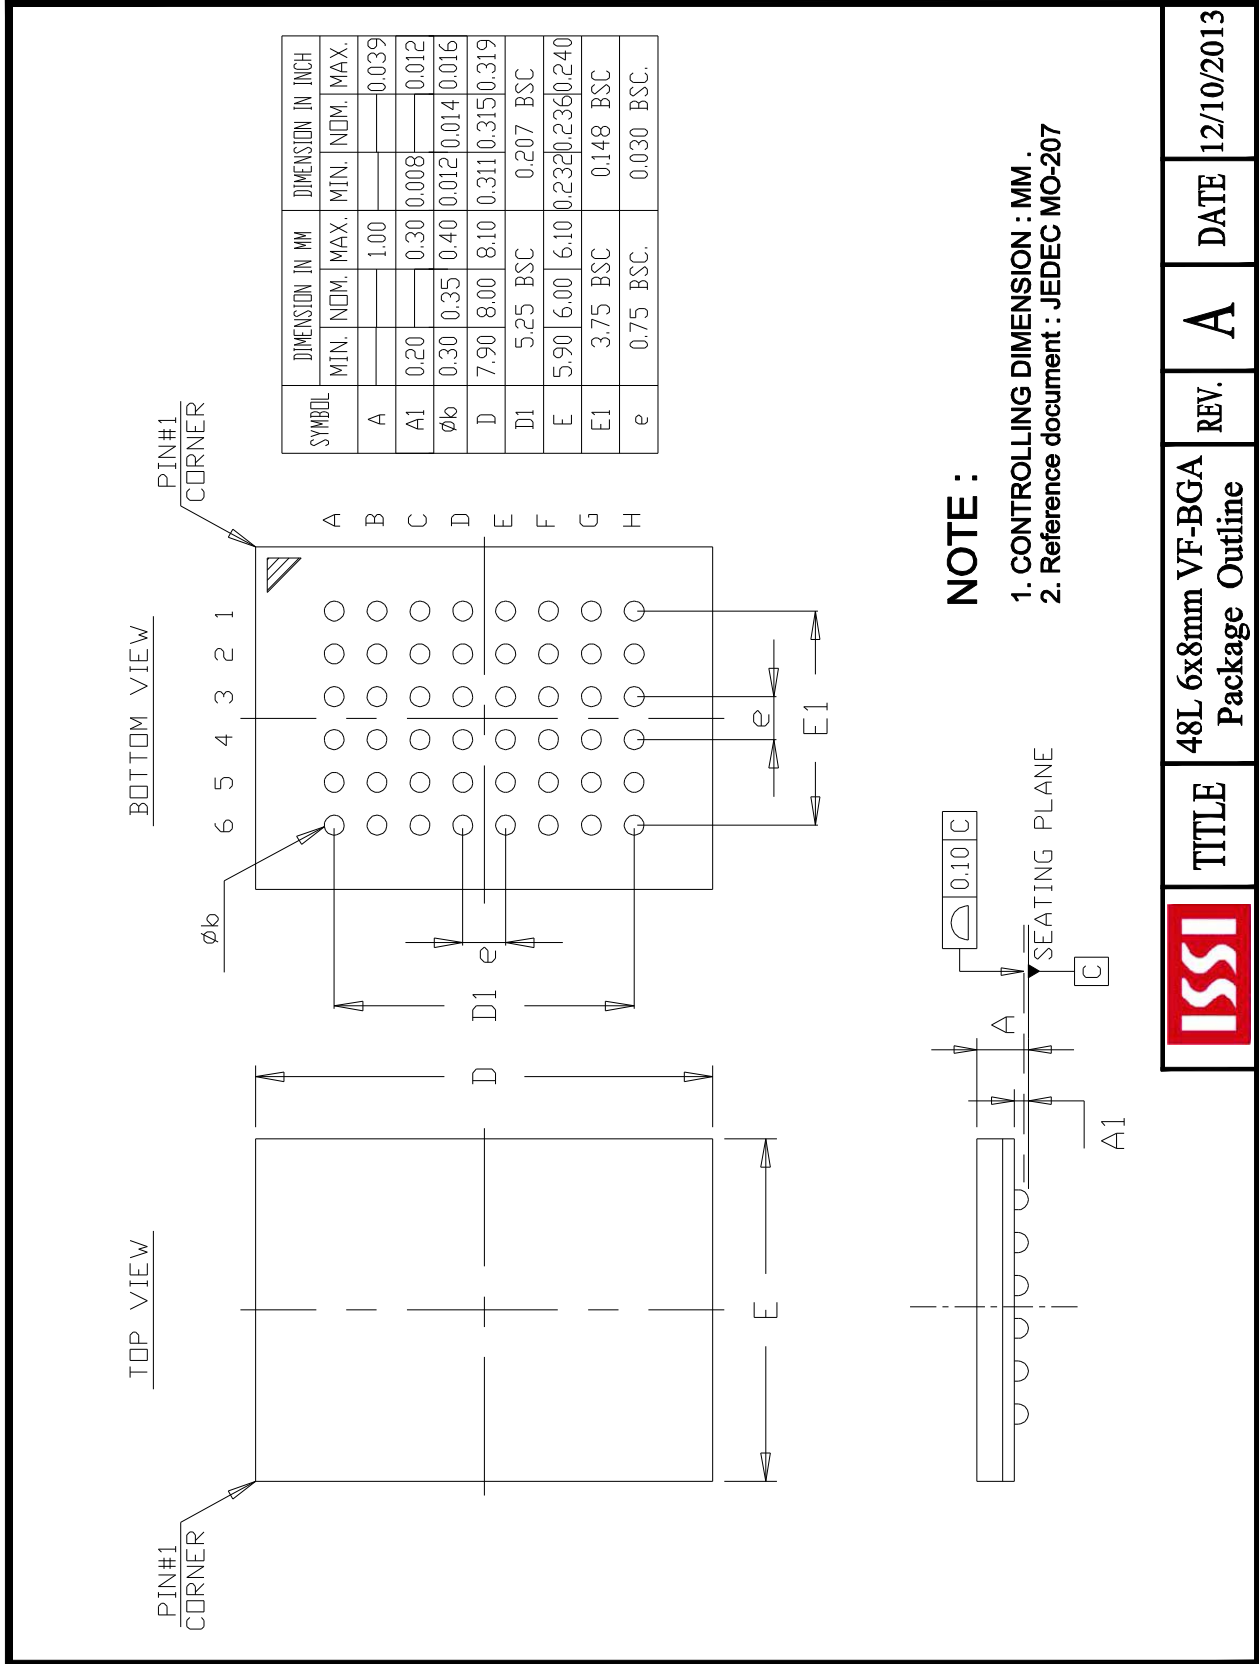 TOP VIEW
PIN#1
CORNER
D
E
BOTTOM VIEW
PIN#1
CORNER
6 5 4 3 2 1
A
B
C
D
E
F
G
H
Øb
e
D1
e
E1
SYMBOL DIMENSION IN MM DIMENSION IN INCH
MIN. NOM. MAX. MIN. NOM. MAX.
A 1.00 0.039
A1 0.20 0.30 0.008 0.012
Øb 0.30 0.35 0.40 0.012 0.014 0.016
D 7.90 8.00 8.10 0.311 0.315 0.319
D1 5.25 BSC 0.207 BSC
E 5.90 6.00 6.10 0.232 0.236 0.240
E1 3.75 BSC 0.148 BSC
e 0.75 BSC. 0.030 BSC.
A
A1
0.10 C
SEATING PLANE
C
NOTE :
1. CONTROLLING DIMENSION : MM .
2. Reference document : JEDEC MO-207
ISSI
TITLE
48L 6x8mm VF-BGA
Package Outline
REV.
A
DATE
12/10/2013